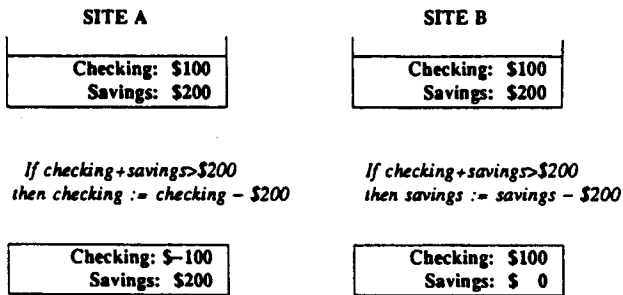 SITE A
Checking: $100
Savings: $200
If checking+savings>$200
then checking := checking – $200
Checking: $–100
Savings: $200
SITE B
Checking: $100
Savings: $200
If checking+savings>$200
then savings := savings – $200
Checking: $100
Savings: $ 0